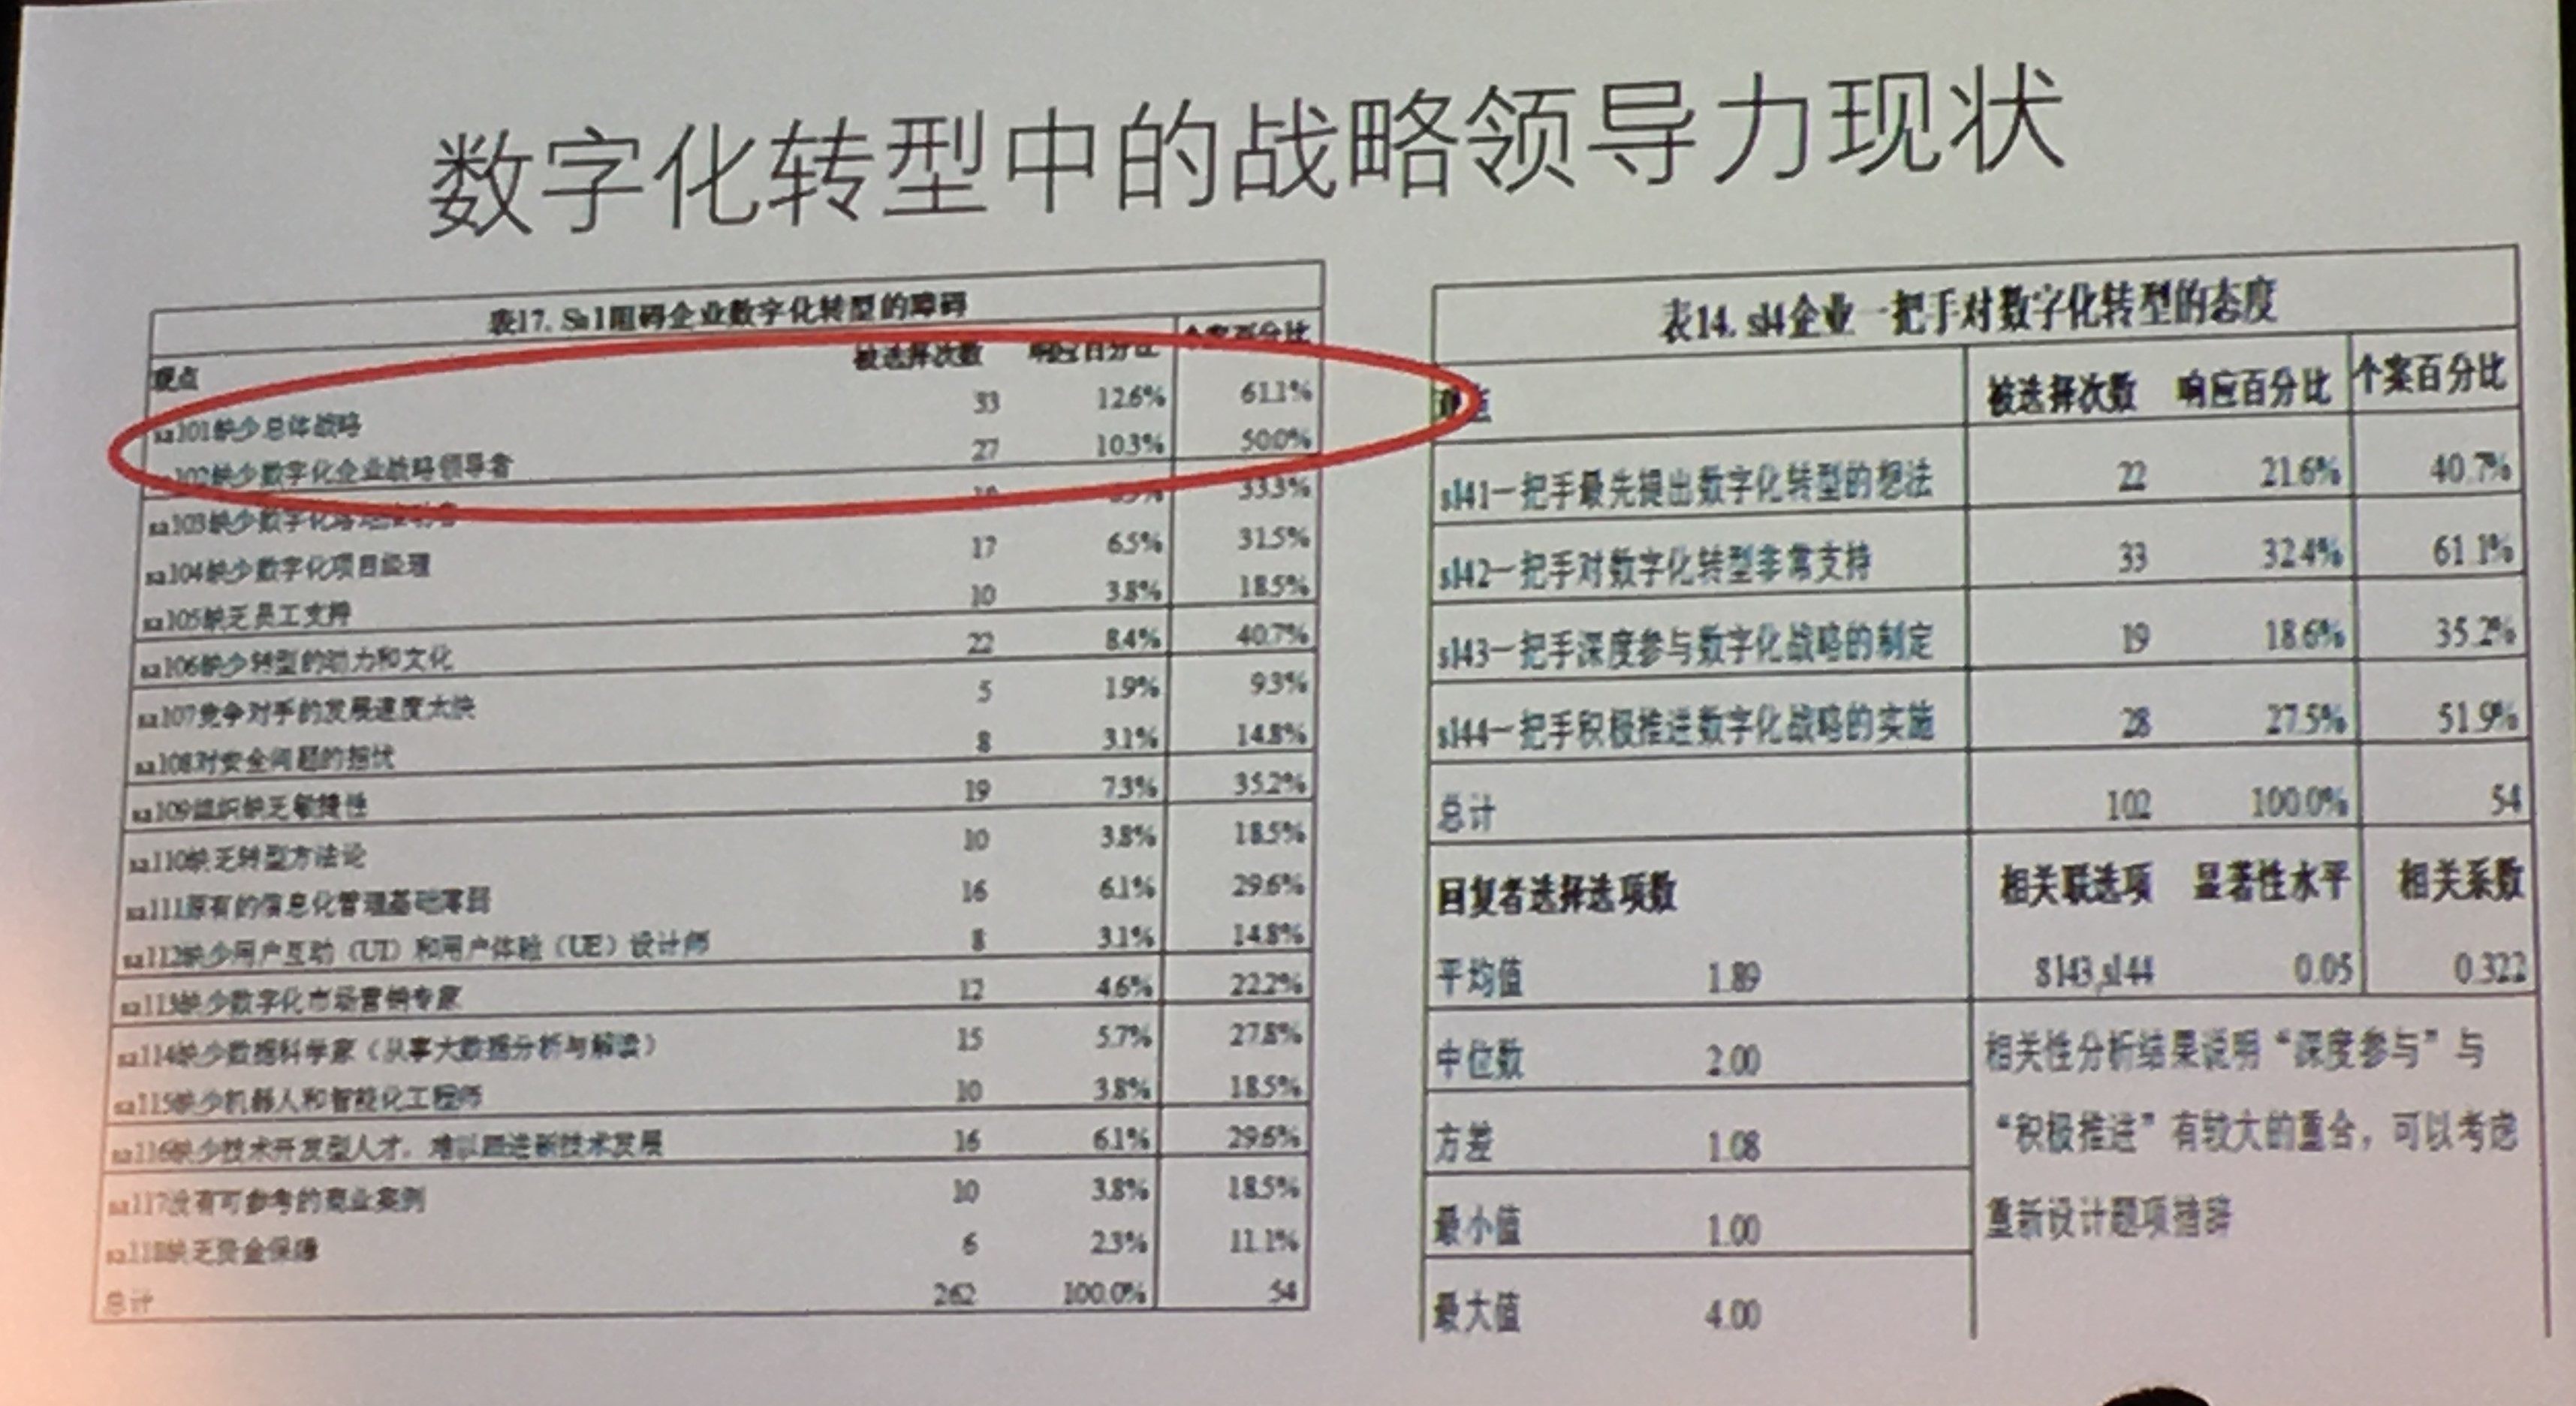 数字化转型中的战略领导力现状
表17. Sa1阻码企业数字化转型的障码
观点 被选择次数 响应百分比 个案百分比
sa101缺少总体战略 33 12.6% 61.1%
sa102缺少数字化企业战略领导者 27 10.3% 50.0%
sa103缺少数字化 33.3%
sa104缺少数字化项目经理 17 6.5% 31.5%
sa105缺乏员工支持 10 3.8% 18.5%
sa106缺少转型的动力和文化 22 8.4% 40.7%
sa107竞争对手的发展速度太快 5 1.9% 9.3%
sa108对安全问题的担忧 8 3.1% 14.8%
sa109组织缺乏敏捷性 19 7.3% 35.2%
sa110缺乏转型方法论 10 3.8% 18.5%
sa111原有的信息化管理基础薄弱 16 6.1% 29.6%
sa112缺少用户互动（UI）和用户体验（UE）设计师 8 3.1% 14.8%
sa113缺少数字化市场营销专家 12 4.6% 22.2%
sa114缺少数据科学家（从事大数据分析与解读） 15 5.7% 27.8%
sa115缺少机器人和智能化工程师 10 3.8% 18.5%
sa116缺少技术开发型人才，难以跟进新技术发展 16 6.1% 29.6%
sa117没有可参考的商业案例 10 3.8% 18.5%
sa118缺乏资金保障 6 2.3% 11.1%
总计 262 100.0% 54
表14. sl4企业一把手对数字化转型的态度
观点 被选择次数 响应百分比 个案百分比
sl41一把手最先提出数字化转型的想法 22 21.6% 40.7%
sl42一把手对数字化转型非常支持 33 32.4% 61.1%
sl43一把手深度参与数字化战略的制定 19 18.6% 35.2%
sl44一把手积极推进数字化战略的实施 28 27.5% 51.9%
总计 102 100.0% 54
回复者选择选项数 相关联选项 显著性水平 相关系数
平均值 1.89 Sl43,sl44 0.05 0.322
中位数 2.00 相关性分析结果说明“深度参与”与
方差 1.08 “积极推进”有较大的重合，可以考虑
最小值 1.00 重新设计题项措辞
最大值 4.00